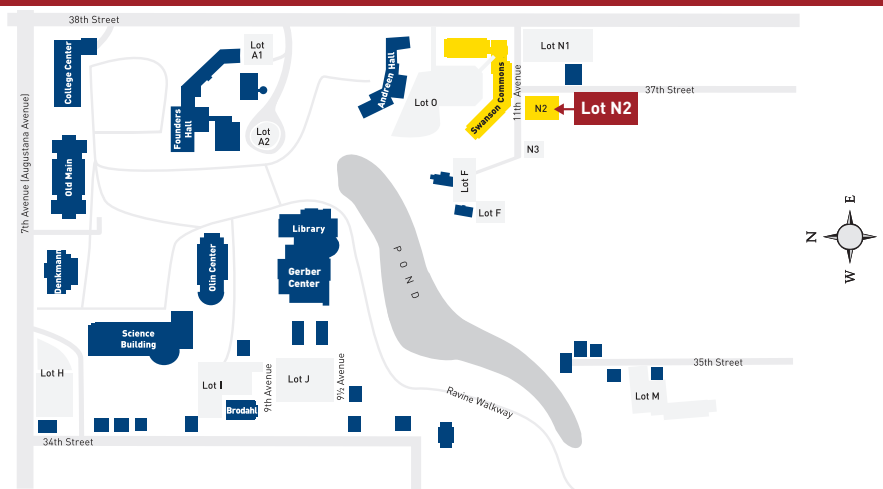 38th Street
College Center
Lot
A1
Andreen Hall
Lot O
Swanson Commons
11th Avenue
Lot N1
37th Street
N2
Lot N2
Founders
Hall
Lot
A2
N3
7th Avenue [Augustana Avenue]
Old Main
Lot F
Lot F
E
N
W
Library
Gerber
Center
Olin Center
Denkmann
POND
Science
Building
Lot H
Lot I
9th Avenue
Lot J
9½ Avenue
35th Street
Lot M
Brodahl
Ravine Walkway
34th Street